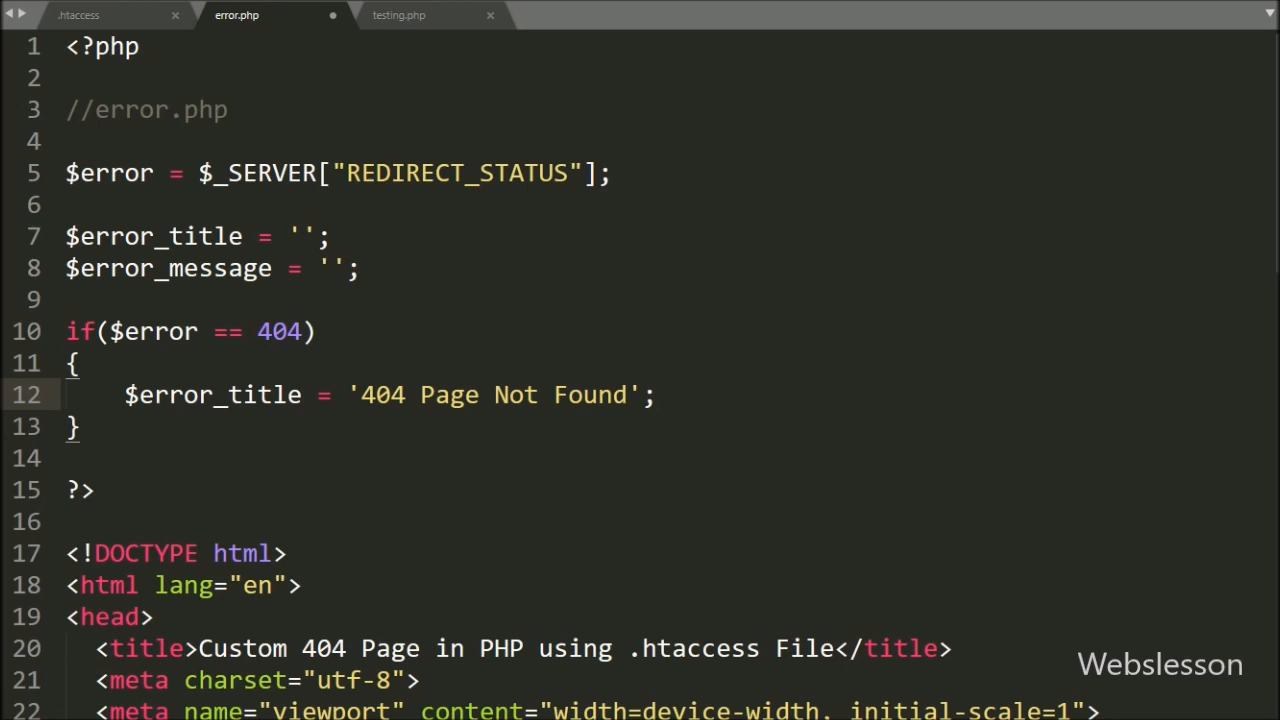 .htaccess error.php testing.php
1 <?php
2
3 //error.php
4
5 $error = $_SERVER["REDIRECT_STATUS"];
6
7 $error_title = '';
8 $error_message = '';
9
10 if($error == 404)
11 {
12 $error_title = '404 Page Not Found';
13 }
14
15 ?>
16
17 <!DOCTYPE html>
18 <html lang="en">
19 <head>
20 <title>Custom 404 Page in PHP using .htaccess File</title>
21 <meta charset="utf-8">
22 <meta name="viewport" content="width=device-width, initial-scale=1">
Webslesson